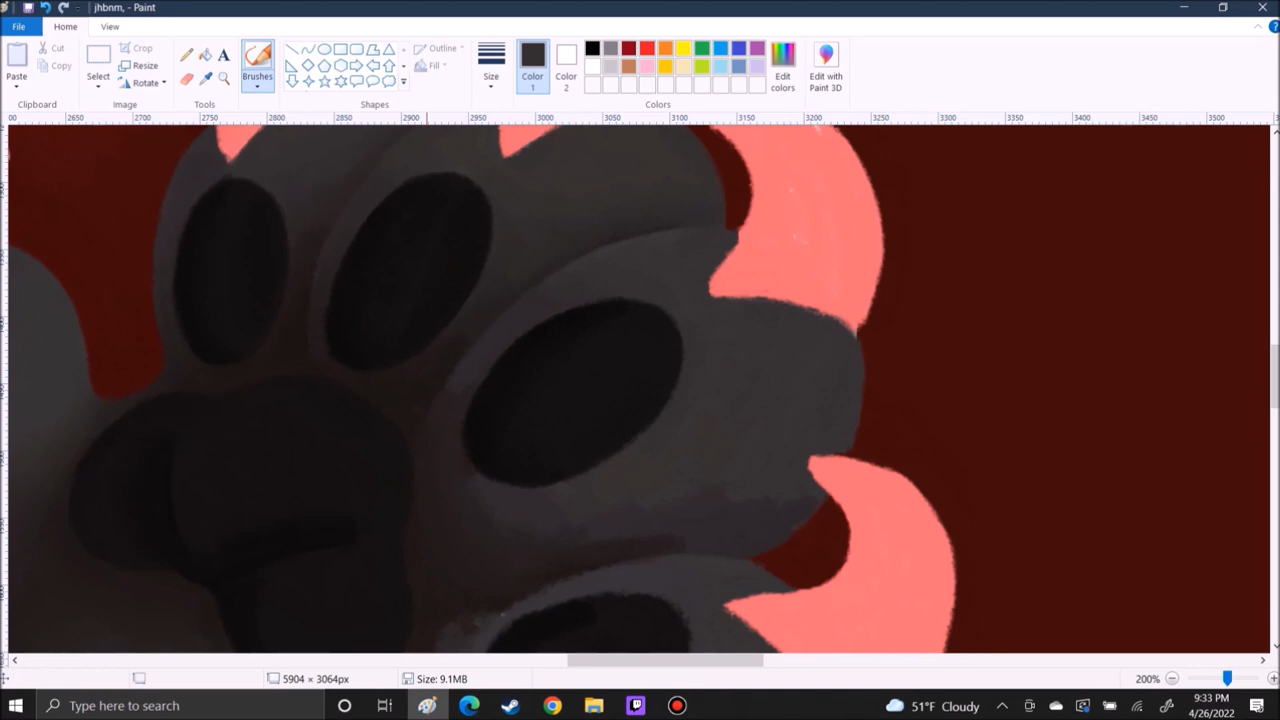 jhbnm, - Paint
File
Home
View
Paste
Cut
Copy
Select
Crop
Resize
Rotate
A
Brushes
Outline
Fill
Size
Color 1
Color 2
Edit colors
Edit with Paint 3D
Clipboard
Image
Tools
Shapes
Colors
00 2650 2700 2750 2800 2850 2900 2950 3000 3050 3100 3150 3200 3250 3300 3350 3400 3450 3500
5904 × 3064px
Size: 9.1MB
200%
Type here to search
51°F Cloudy
9:33 PM
4/26/2022